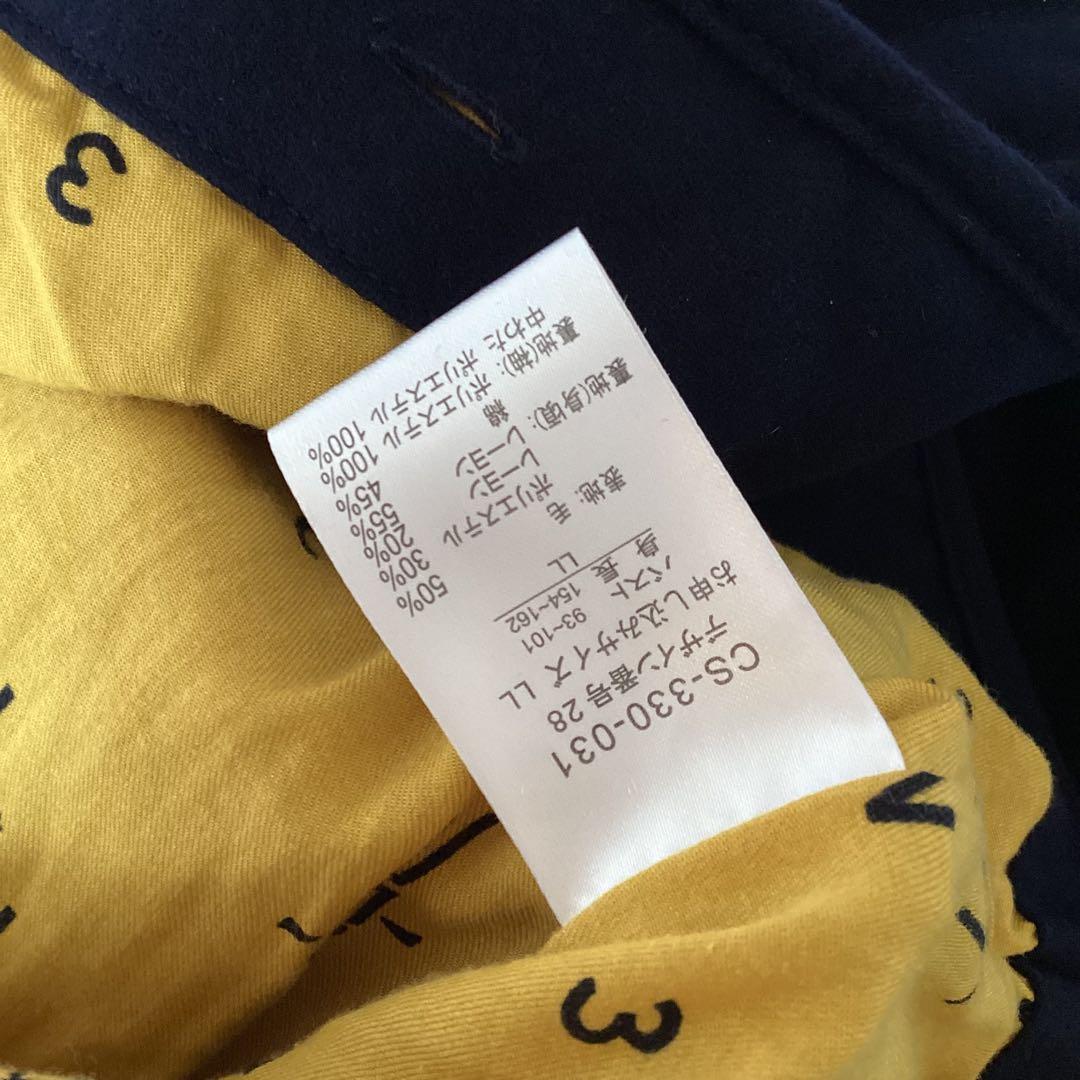 CS-330-031
デザイン番号 28
お申し込みサイズ LL
バスト 93~101
身長 154~162
LL
表地: 毛 50%
ポリエステル 30%
レーヨン 20%
裏地(身頃): レーヨン 55%
綿 45%
裏地(袖): ポリエステル 100%
中わた ポリエステル 100%
3
3